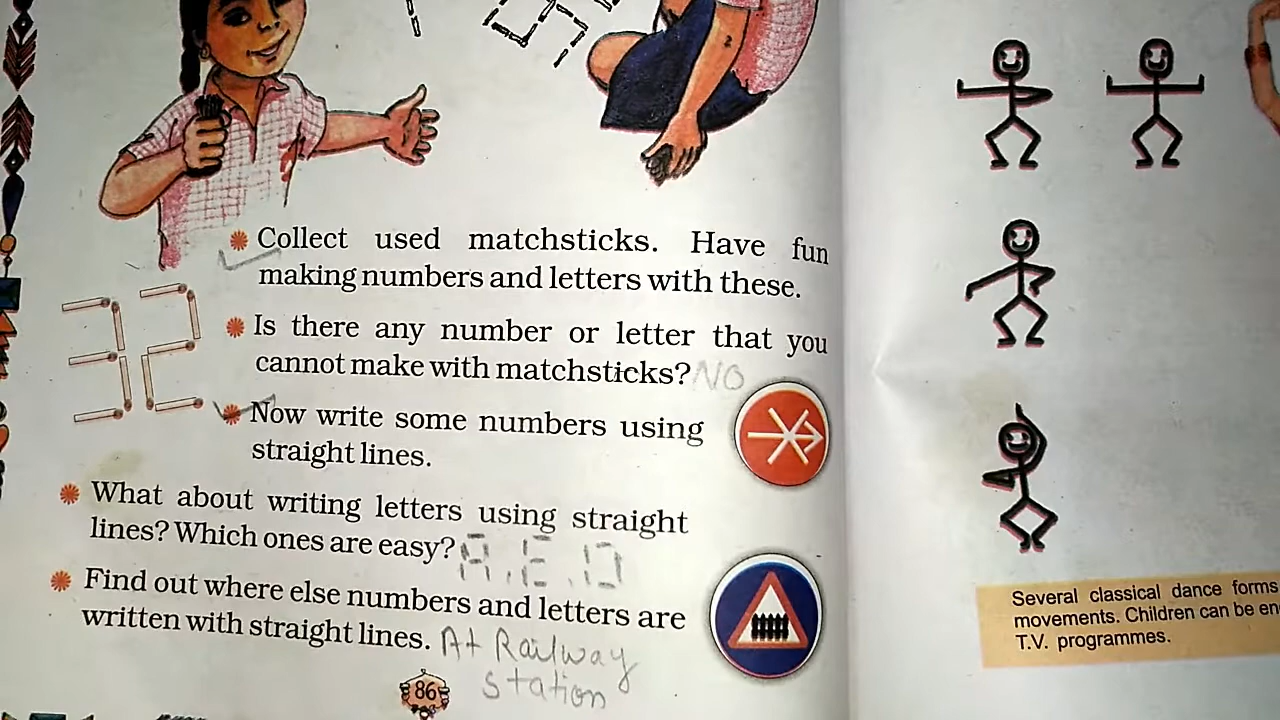 Collect used matchsticks. Have fun
making numbers and letters with these.
32
Is there any number or letter that you
cannot make with matchsticks? NO
Now write some numbers using
straight lines.
What about writing letters using straight
lines? Which ones are easy? A, E, D
Find out where else numbers and letters are
written with straight lines. At Railway
station
86
Several classical dance forms
movements. Children can be en
T.V. programmes.